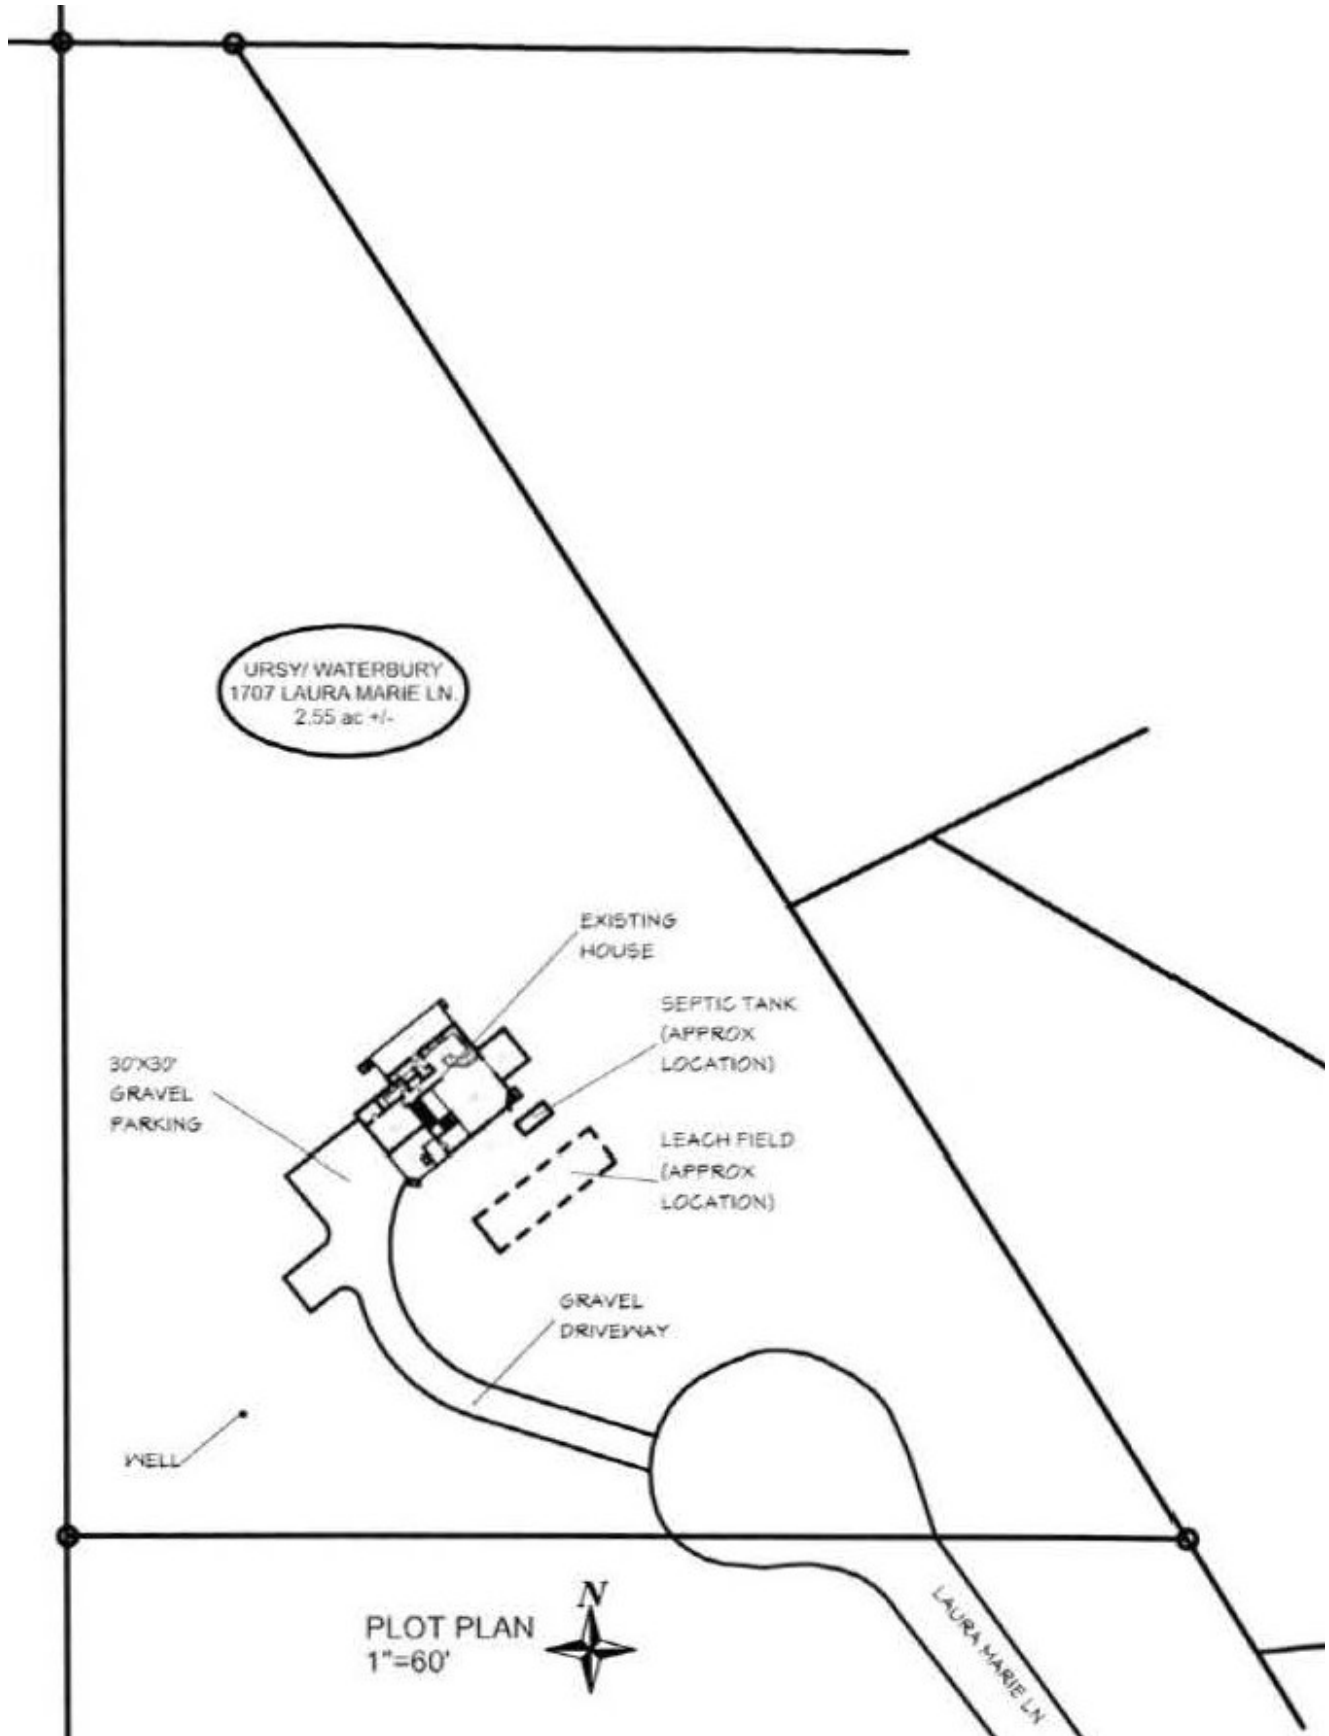 URSY/ WATERBURY
1707 LAURA MARIE LN.
2.55 ac +/-
EXISTING
HOUSE
SEPTIC TANK
(APPROX
LOCATION)
30'X30'
GRAVEL
PARKING
LEACH FIELD
(APPROX
LOCATION)
GRAVEL
DRIVEWAY
WELL
N
PLOT PLAN
1"=60'
LAURA MARIE LN